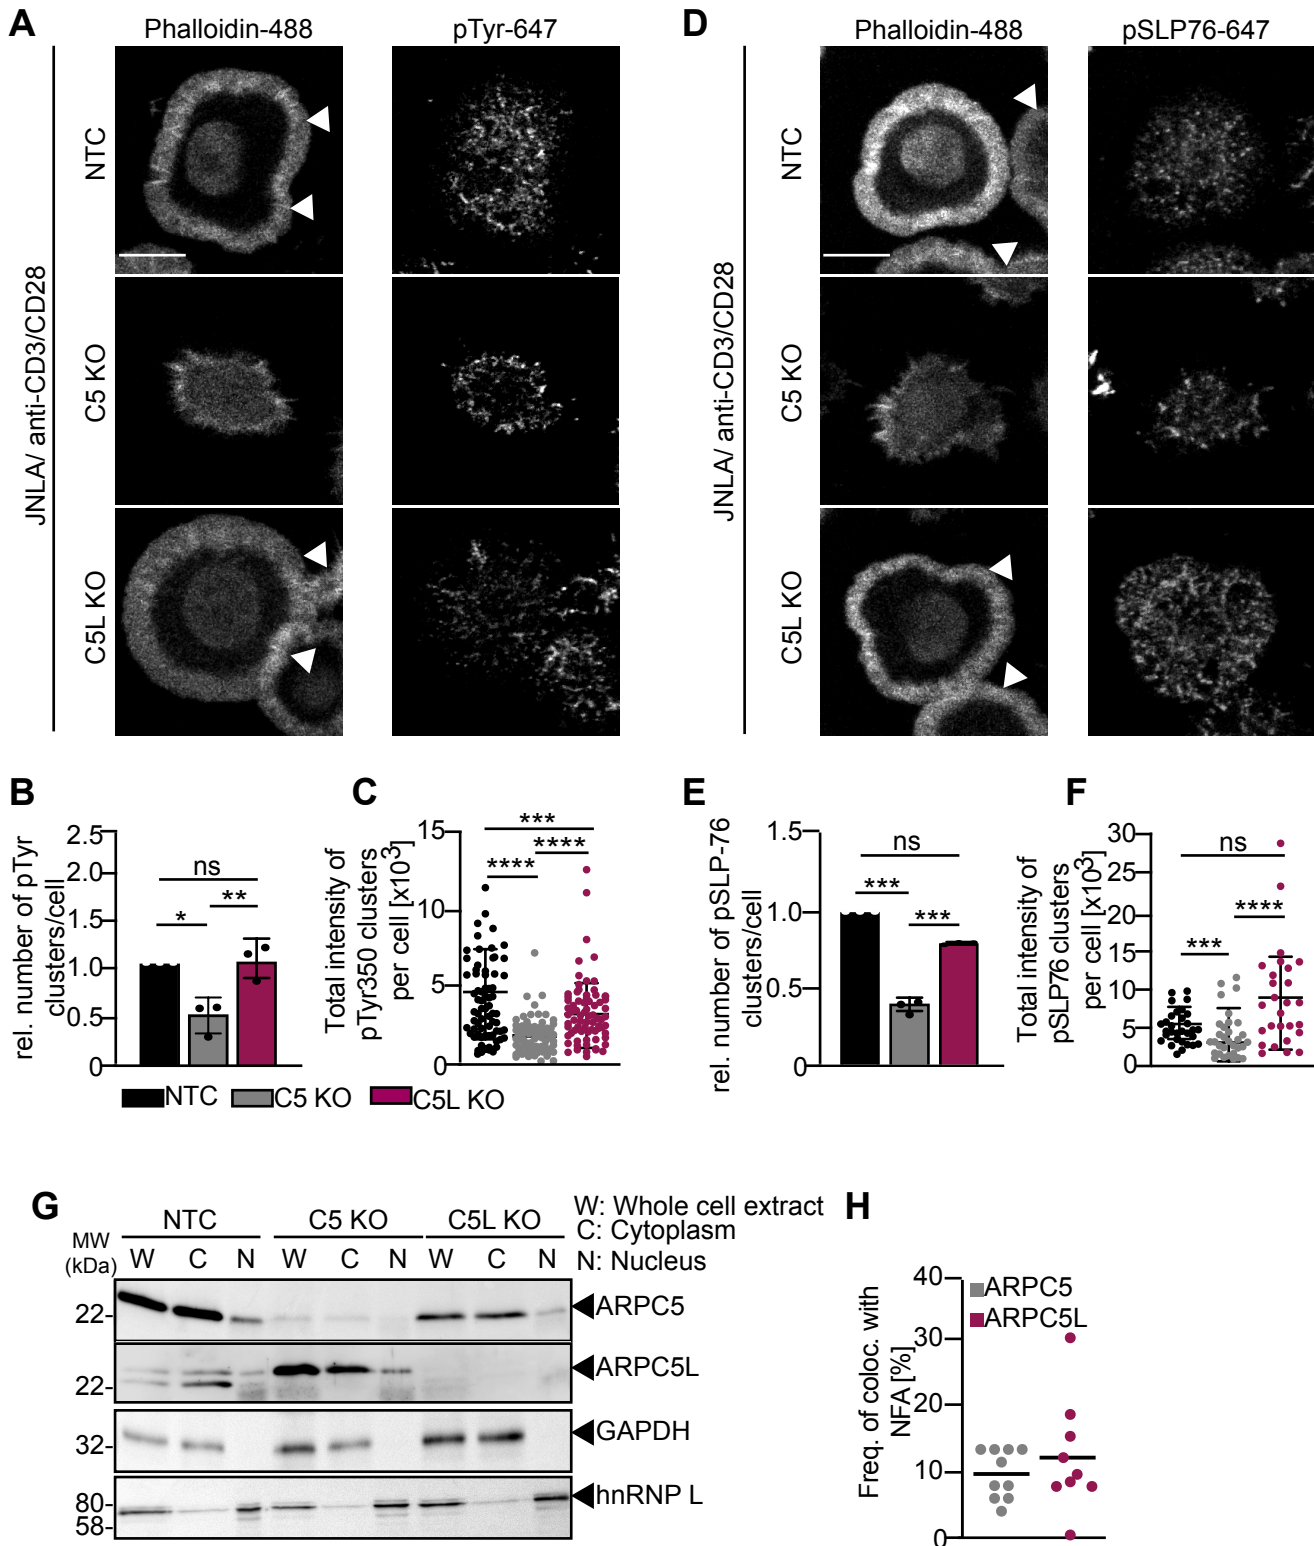 A
Phalloidin-488
pTyr-647
JNLA/ anti-CD3/CD28
NTC
C5 KO
C5L KO
D
Phalloidin-488
pSLP76-647
JNLA/ anti-CD3/CD28
NTC
C5 KO
C5L KO
B
rel. number of pTyr
clusters/cell
2.5
2.0
1.5
1.0
0.5
0
ns
*
**
C
Total intensity of
pTyr350 clusters
per cell [x10³]
15
10
5
0
***
****
****
NTC
C5 KO
C5L KO
E
rel. number of pSLP-76
clusters/cell
1.5
1.0
0.5
0
ns
***
***
F
Total intensity of
pSLP76 clusters
per cell [x10³]
30
25
20
15
10
5
0
ns
****
***
G
NTC
C5 KO
C5L KO
W: Whole cell extract
C: Cytoplasm
N: Nucleus
MW
(kDa)
W C N W C N W C N
22-
ARPC5
22-
ARPC5L
32-
GAPDH
80-
58-
hnRNP L
H
Freq. of coloc. with
NFA [%]
40
30
20
10
0
ARPC5
ARPC5L